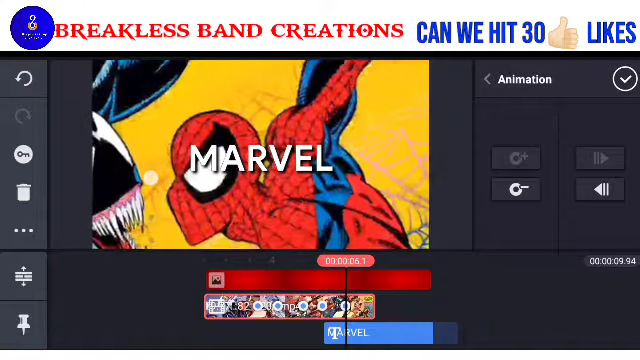 BREAKLESS BAND CREATIONS
CAN WE HIT 30 LIKES
Animation
MARVEL
00:00:06.1
00:00:09.94
MARVEL